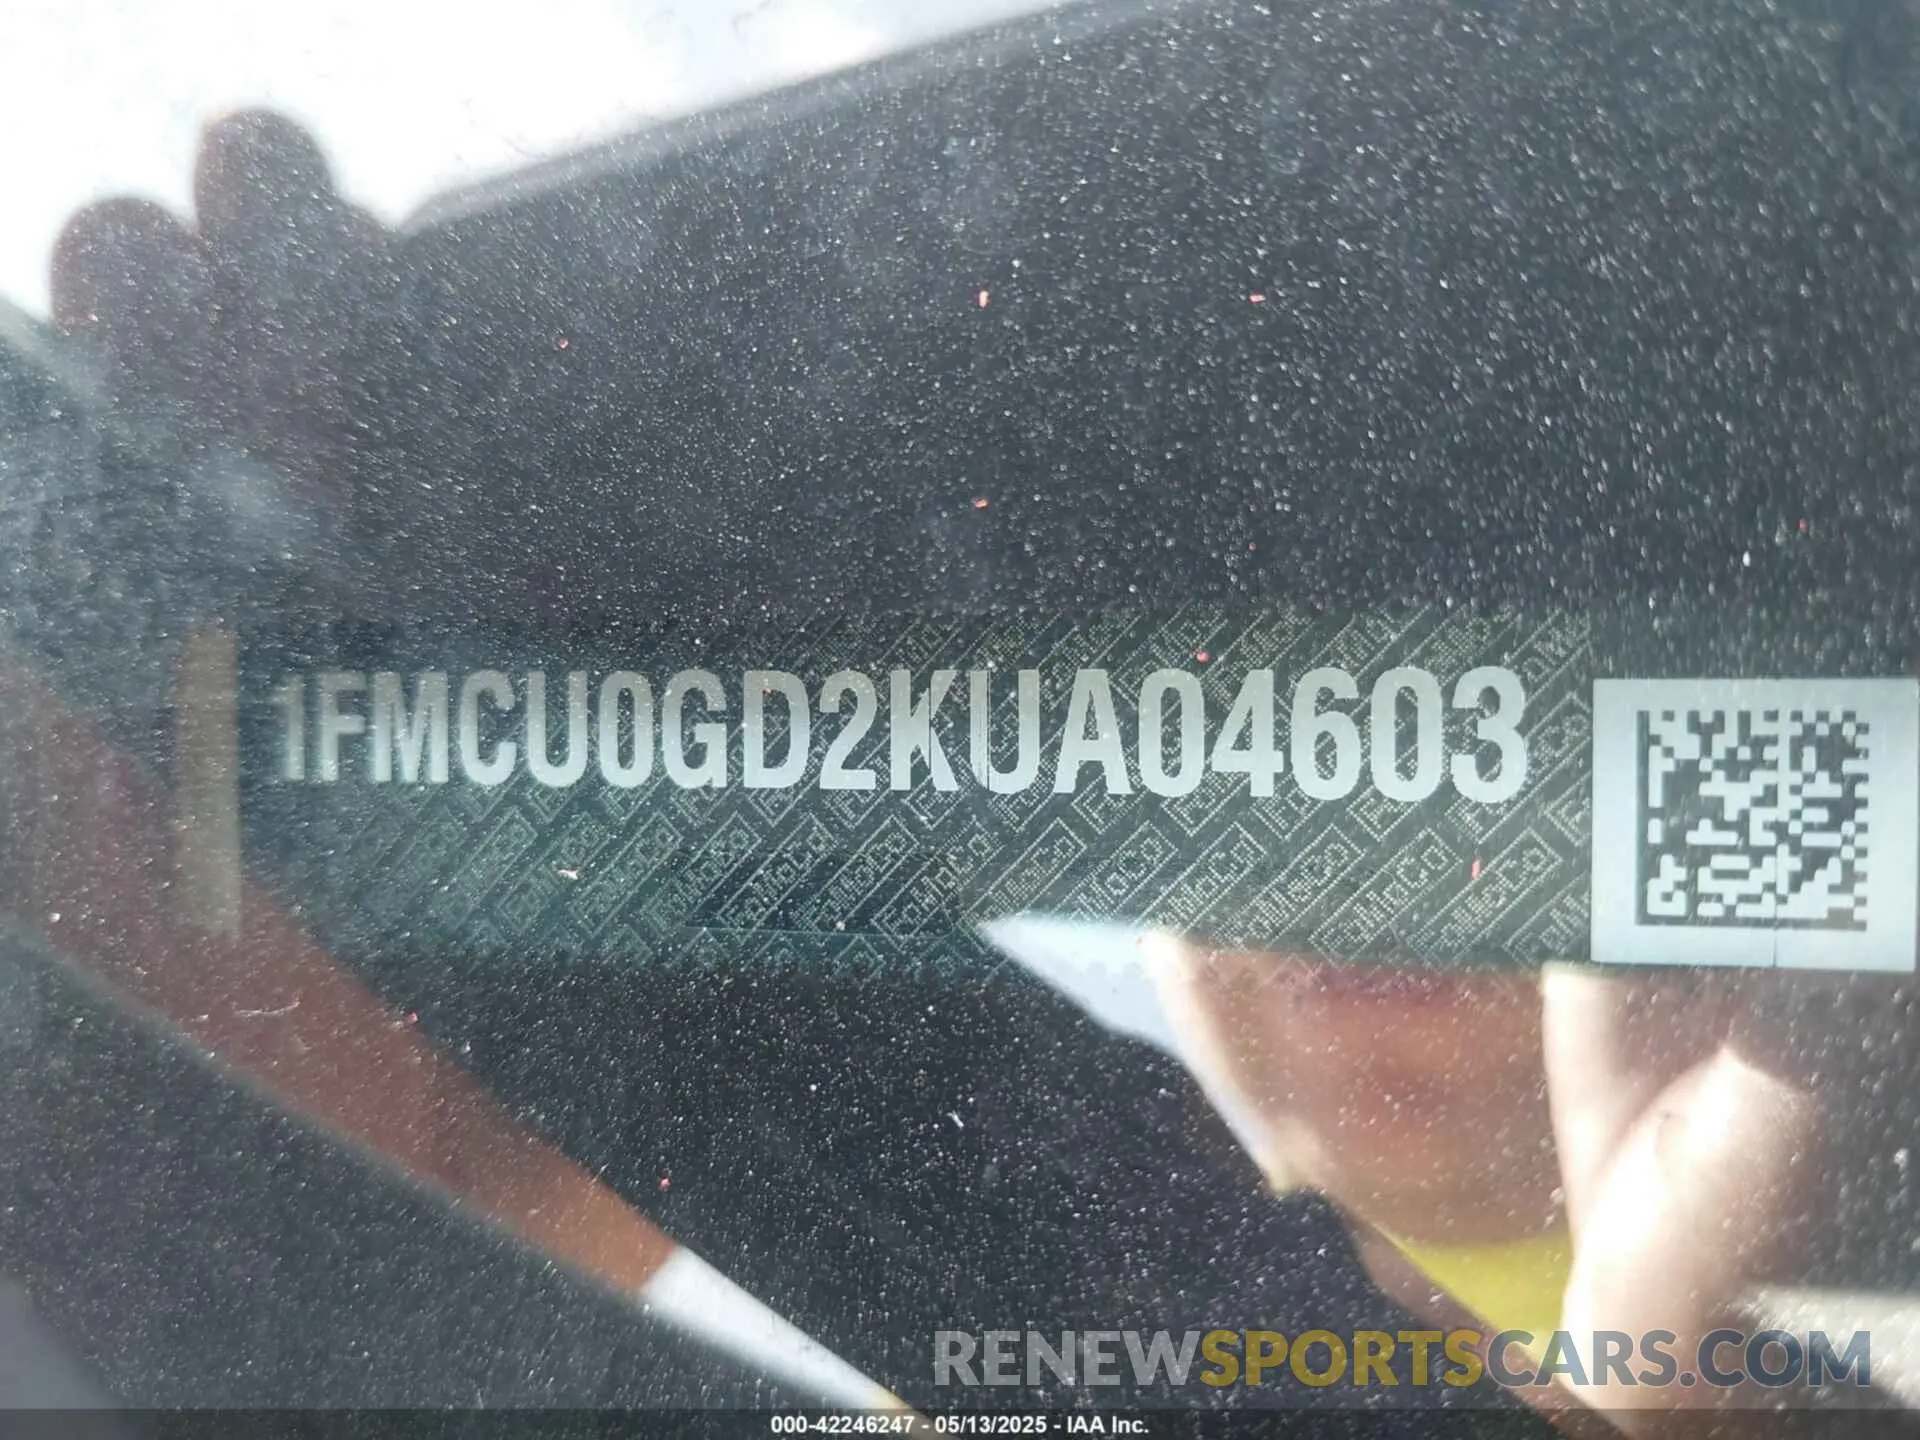 1FMCU0GD2KUA04603
RENEWSPORTSCARS.COM
000-42246247 - 05/13/2025 - IAA Inc.